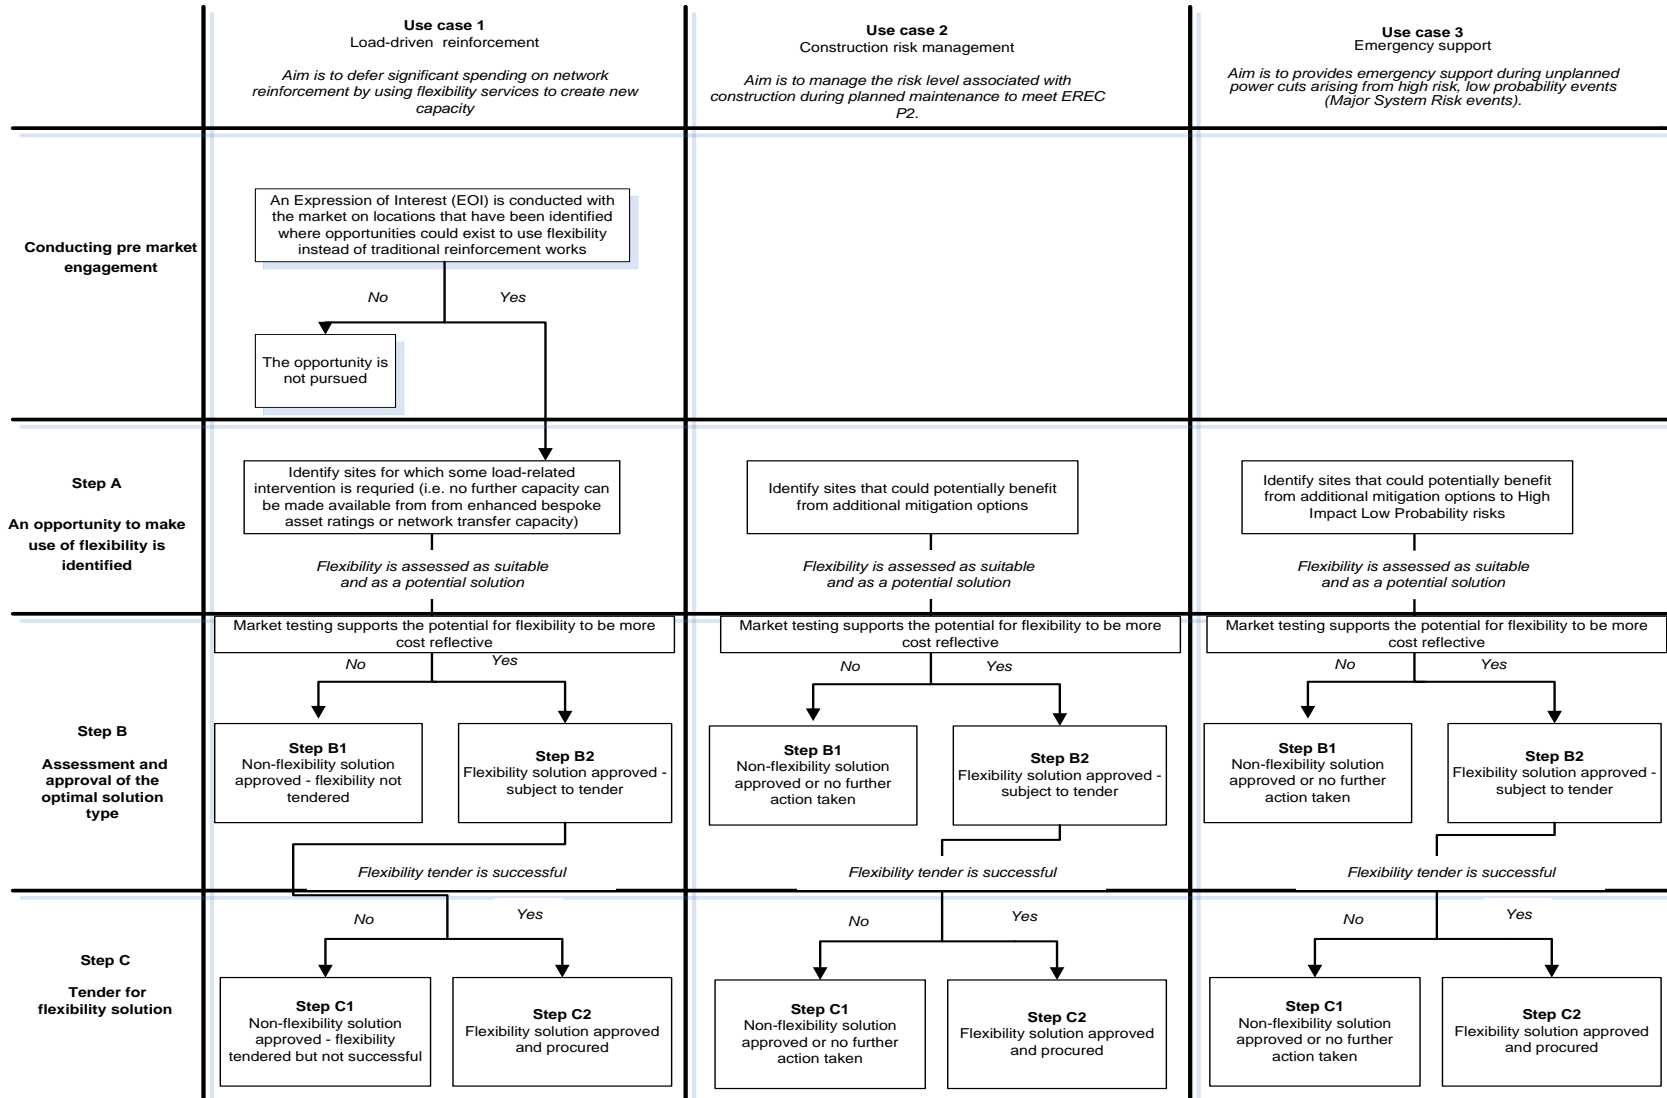 Use case 1
Load-driven reinforcement
Aim is to defer significant spending on network
reinforcement by using flexibility services to create new
capacity
Use case 2
Construction risk management
Aim is to manage the risk level associated with
construction during planned maintenance to meet EREC
P2.
Use case 3
Emergency support
Aim is to provides emergency support during unplanned
power cuts arising from high risk, low probability events
(Major System Risk events).
Conducting pre market
engagement
An Expression of Interest (EOI) is conducted with
the market on locations that have been identified
where opportunities could exist to use flexibility
instead of traditional reinforcement works
No
Yes
The opportunity is
not pursued
Step A
An opportunity to make
use of flexibility is
identified
Identify sites for which some load-related
intervention is requried (i.e. no further capacity can
be made available from from enhanced bespoke
asset ratings or network transfer capacity)
Flexibility is assessed as suitable
and as a potential solution
Identify sites that could potentially benefit
from additional mitigation options
Flexibility is assessed as suitable
and as a potential solution
Identify sites that could potentially benefit
from additional mitigation options to High
Impact Low Probability risks
Flexibility is assessed as suitable
and as a potential solution
Step B
Assessment and
approval of the
optimal solution
type
Market testing supports the potential for flexibility to be more
cost reflective
No
Yes
Step B1
Non-flexibility solution
approved - flexibility not
tendered
Step B2
Flexibility solution approved -
subject to tender
Flexibility tender is successful
Market testing supports the potential for flexibility to be more
cost reflective
No
Yes
Step B1
Non-flexibility solution
approved or no further
action taken
Step B2
Flexibility solution approved -
subject to tender
Flexibility tender is successful
Market testing supports the potential for flexibility to be more
cost reflective
No
Yes
Step B1
Non-flexibility solution
approved or no further
action taken
Step B2
Flexibility solution approved -
subject to tender
Flexibility tender is successful
Step C
Tender for
flexibility solution
No
Yes
Step C1
Non-flexibility solution
approved - flexibility
tendered but not successful
Step C2
Flexibility solution approved
and procured
No
Yes
Step C1
Non-flexibility solution
approved or no further
action taken
Step C2
Flexibility solution approved
and procured
No
Yes
Step C1
Non-flexibility solution
approved or no further
action taken
Step C2
Flexibility solution approved
and procured